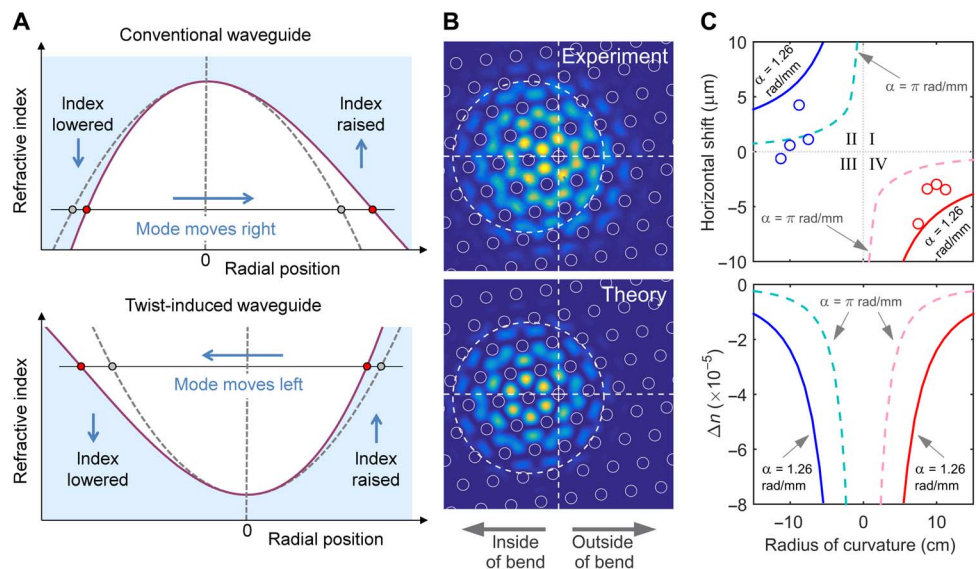 A
Conventional waveguide
Refractive index
Index
lowered
Index
raised
Mode moves right
0
Radial position
Twist-induced waveguide
Refractive index
Mode moves left
Index
lowered
Index
raised
0
Radial position
B
Experiment
Theory
Inside
of bend
Outside
of bend
C
10
5
0
−5
−10
Horizontal shift (μm)
α = 1.26
rad/mm
α = π rad/mm
II I
III IV
α = π rad/mm
α = 1.26
rad/mm
0
−2
−4
−6
−8
Δn (×10⁻⁵)
α = π rad/mm
α = 1.26
rad/mm
α = 1.26
rad/mm
−10 0 10
Radius of curvature (cm)